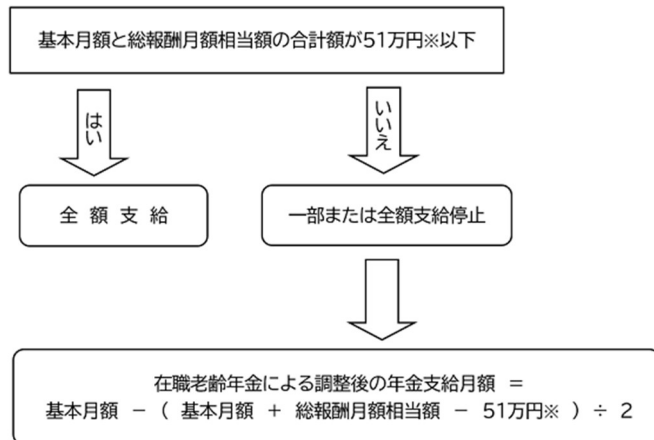 基本月額と総報酬月額相当額の合計額が51万円※以下
はい
いいえ
全 額 支 給
一部または全額支給停止
在職老齢年金による調整後の年金支給月額 =
基本月額 － （ 基本月額 ＋ 総報酬月額相当額 － 51万円※ ） ÷ 2